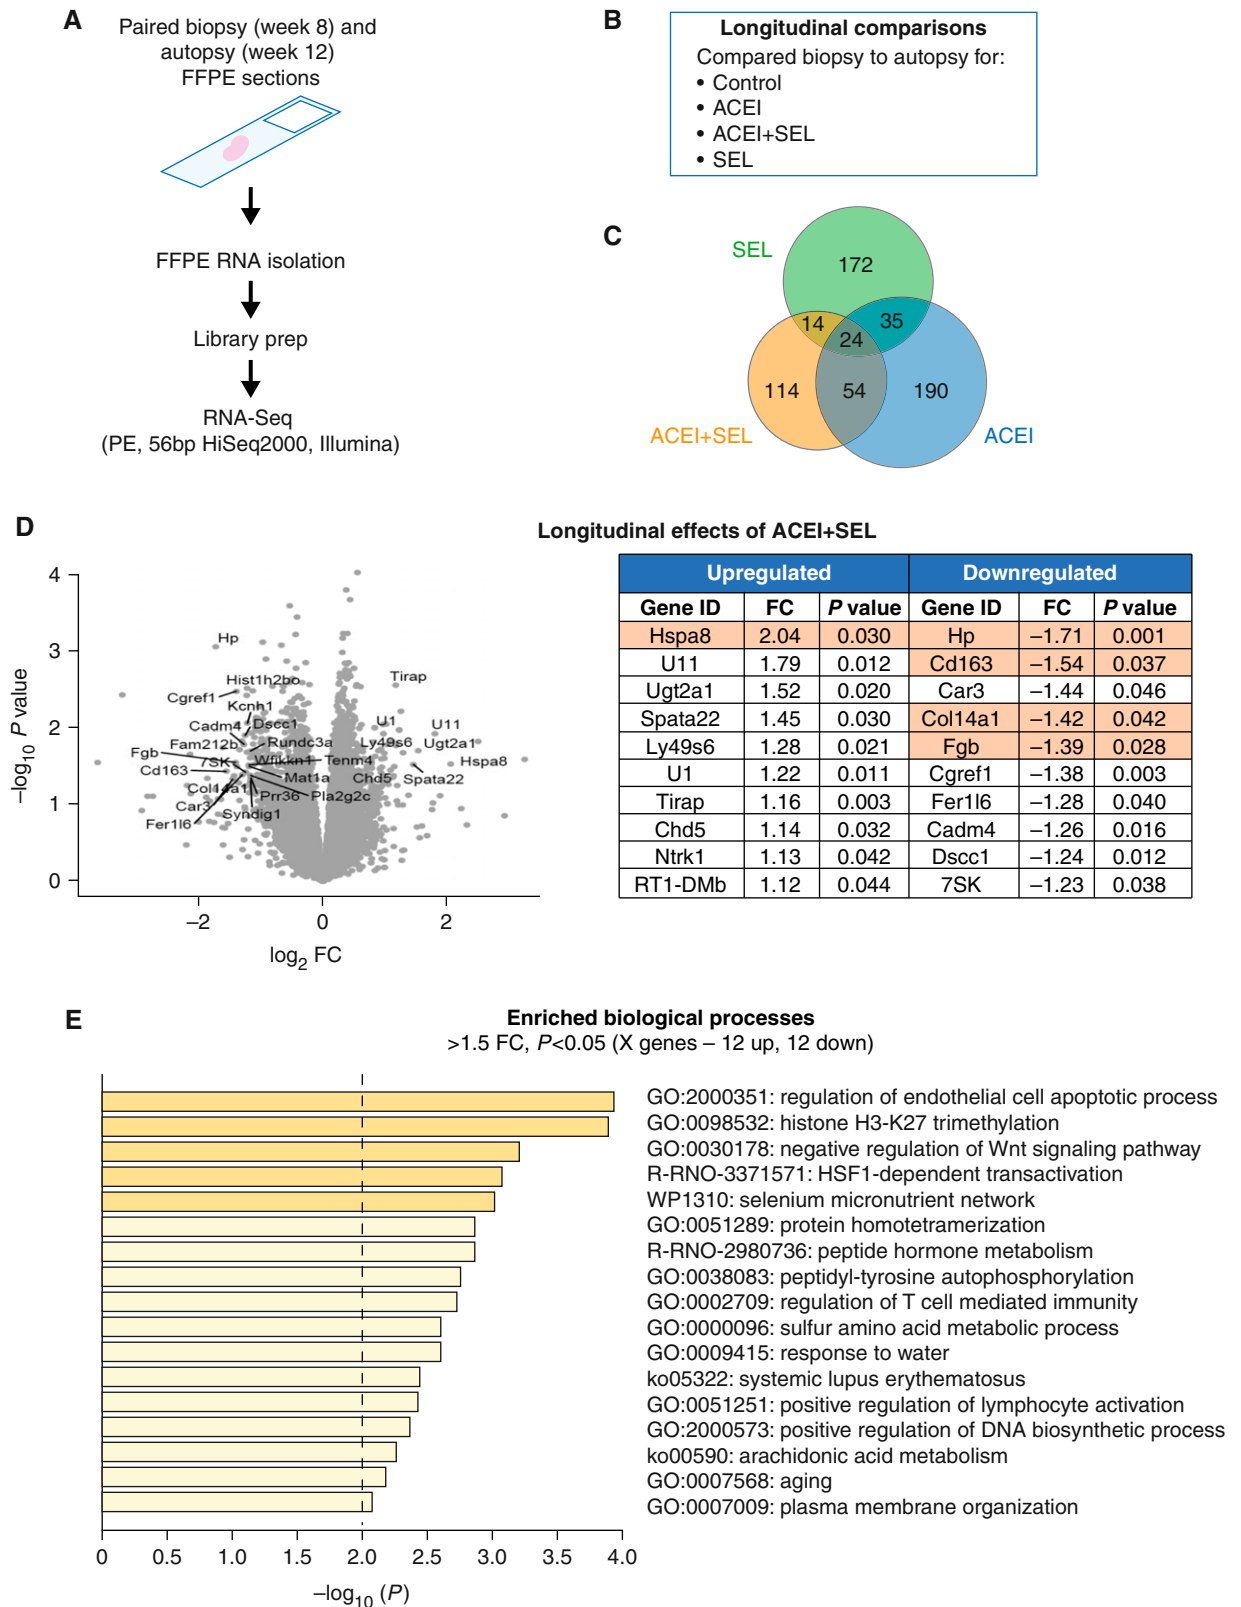 A
Paired biopsy (week 8) and
autopsy (week 12)
FFPE sections
FFPE RNA isolation
Library prep
RNA-Seq
(PE, 56bp HiSeq2000, Illumina)
B
Longitudinal comparisons
Compared biopsy to autopsy for:
• Control
• ACEI
• ACEI+SEL
• SEL
C
SEL
172
14
35
24
114
54
190
ACEI+SEL
ACEI
D
Longitudinal effects of ACEI+SEL
4
3
2
1
0
–log10 P value
–2
0
2
log2 FC
Hp
Hist1h2bo
Tirap
Cgref1
Kcnh1
Cadm4
Dscc1
U1
U11
Fam212b
Rundc3a
Ly49s6
Ugt2a1
Fgb
7SK
Wfikkn1
Tenm4
Hspa8
Cd163
Mat1a
Chd5
Spata22
Col14a1
Prr36
Pla2g2c
Car3
Syndig1
Fer1l6
Upregulated Downregulated
Gene ID FC P value Gene ID FC P value
Hspa8 2.04 0.030 Hp –1.71 0.001
U11 1.79 0.012 Cd163 –1.54 0.037
Ugt2a1 1.52 0.020 Car3 –1.44 0.046
Spata22 1.45 0.030 Col14a1 –1.42 0.042
Ly49s6 1.28 0.021 Fgb –1.39 0.028
U1 1.22 0.011 Cgref1 –1.38 0.003
Tirap 1.16 0.003 Fer1l6 –1.28 0.040
Chd5 1.14 0.032 Cadm4 –1.26 0.016
Ntrk1 1.13 0.042 Dscc1 –1.24 0.012
RT1-DMb 1.12 0.044 7SK –1.23 0.038
E
Enriched biological processes
>1.5 FC, P<0.05 (X genes – 12 up, 12 down)
GO:2000351: regulation of endothelial cell apoptotic process
GO:0098532: histone H3-K27 trimethylation
GO:0030178: negative regulation of Wnt signaling pathway
R-RNO-3371571: HSF1-dependent transactivation
WP1310: selenium micronutrient network
GO:0051289: protein homotetramerization
R-RNO-2980736: peptide hormone metabolism
GO:0038083: peptidyl-tyrosine autophosphorylation
GO:0002709: regulation of T cell mediated immunity
GO:0000096: sulfur amino acid metabolic process
GO:0009415: response to water
ko05322: systemic lupus erythematosus
GO:0051251: positive regulation of lymphocyte activation
GO:2000573: positive regulation of DNA biosynthetic process
ko00590: arachidonic acid metabolism
GO:0007568: aging
GO:0007009: plasma membrane organization
0 0.5 1.0 1.5 2.0 2.5 3.0 3.5 4.0
–log10 (P)